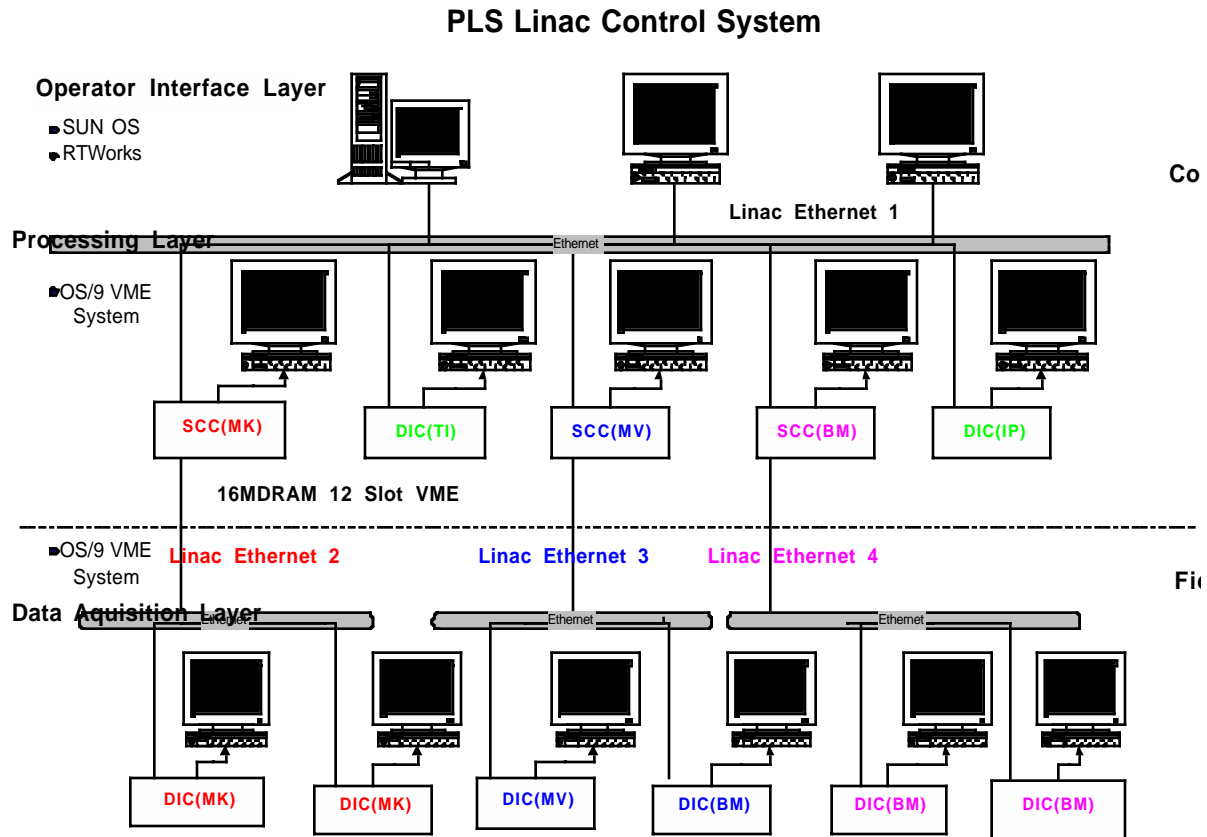 PLS Linac Control System
Operator Interface Layer
SUN OS
RTWorks
Co
Linac Ethernet 1
Processing Layer
Ethernet
OS/9 VME
System
SCC(MK)
DIC(TI)
SCC(MV)
SCC(BM)
DIC(IP)
16MDRAM 12 Slot VME
OS/9 VME
System
Linac Ethernet 2
Linac Ethernet 3
Linac Ethernet 4
Fie
Data Aquisition Layer
Ethernet
Ethernet
Ethernet
DIC(MK)
DIC(MK)
DIC(MV)
DIC(BM)
DIC(BM)
DIC(BM)